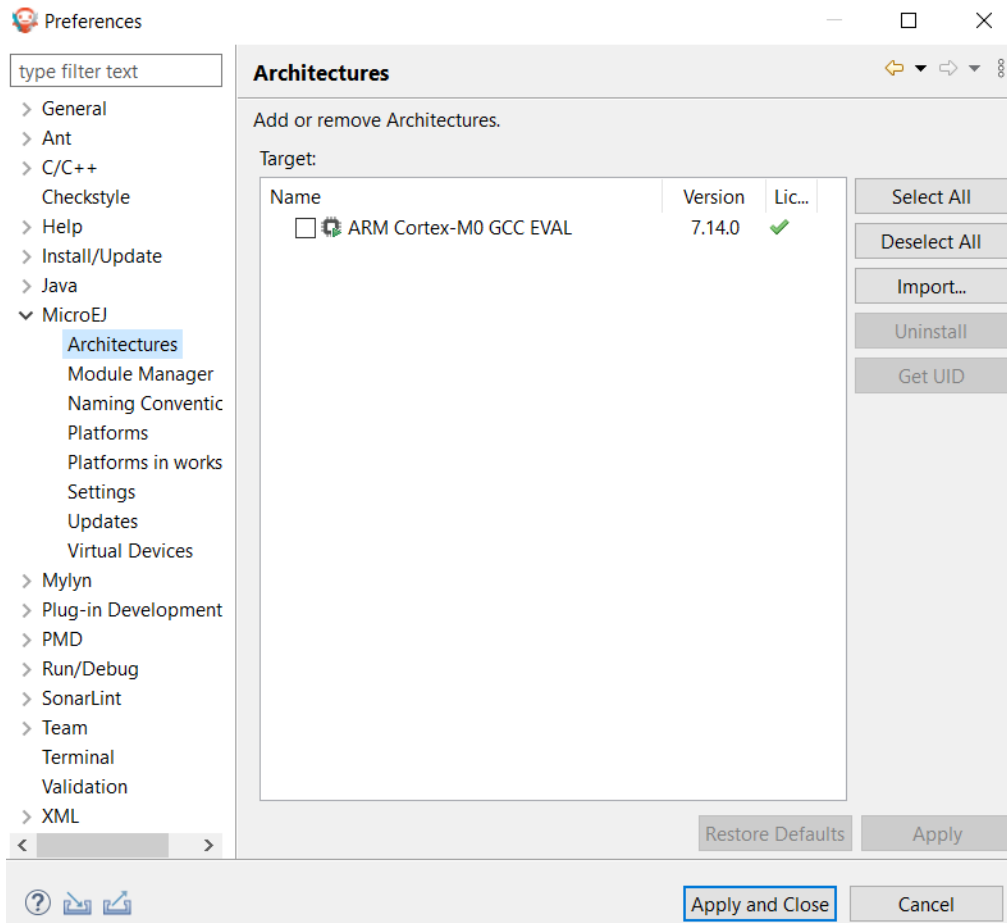 Preferences
type filter text
General
Ant
C/C++
Checkstyle
Help
Install/Update
Java
MicroEJ
Architectures
Module Manager
Naming Conventic
Platforms
Platforms in works
Settings
Updates
Virtual Devices
Mylyn
Plug-in Development
PMD
Run/Debug
SonarLint
Team
Terminal
Validation
XML
Architectures
Add or remove Architectures.
Target:
Name Version Lic...
ARM Cortex-M0 GCC EVAL 7.14.0
Select All
Deselect All
Import...
Uninstall
Get UID
Restore Defaults Apply
Apply and Close Cancel